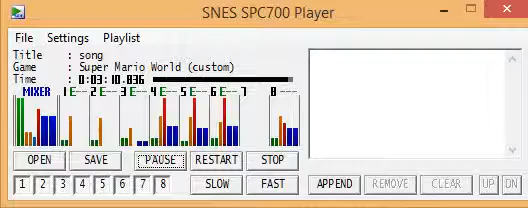 SNES SPC700 Player
File Settings Playlist
Title : song
Game : Super Mario World (custom)
Time : 0:03:10.836
MIXER 1 E-- 2 E-- 3 E-- 4 E-- 5 E-- 6 E-- 7 8 ---
OPEN SAVE PAUSE RESTART STOP
1 2 3 4 5 6 7 8 SLOW FAST APPEND REMOVE CLEAR UP DN